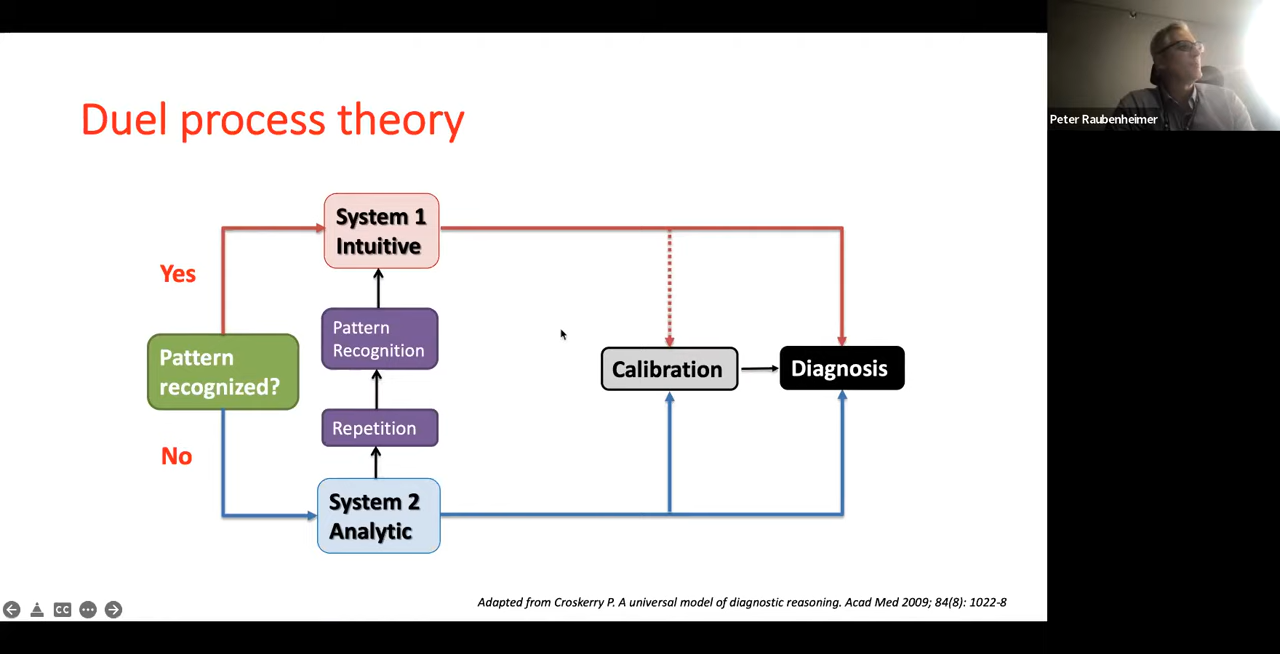 Duel process theory
Peter Raubenheimer
System 1
Intuitive
Yes
Pattern
Recognition
Pattern
recognized?
Calibration
Diagnosis
Repetition
No
System 2
Analytic
Adapted from Croskerry P. A universal model of diagnostic reasoning. Acad Med 2009; 84(8): 1022-8
CC